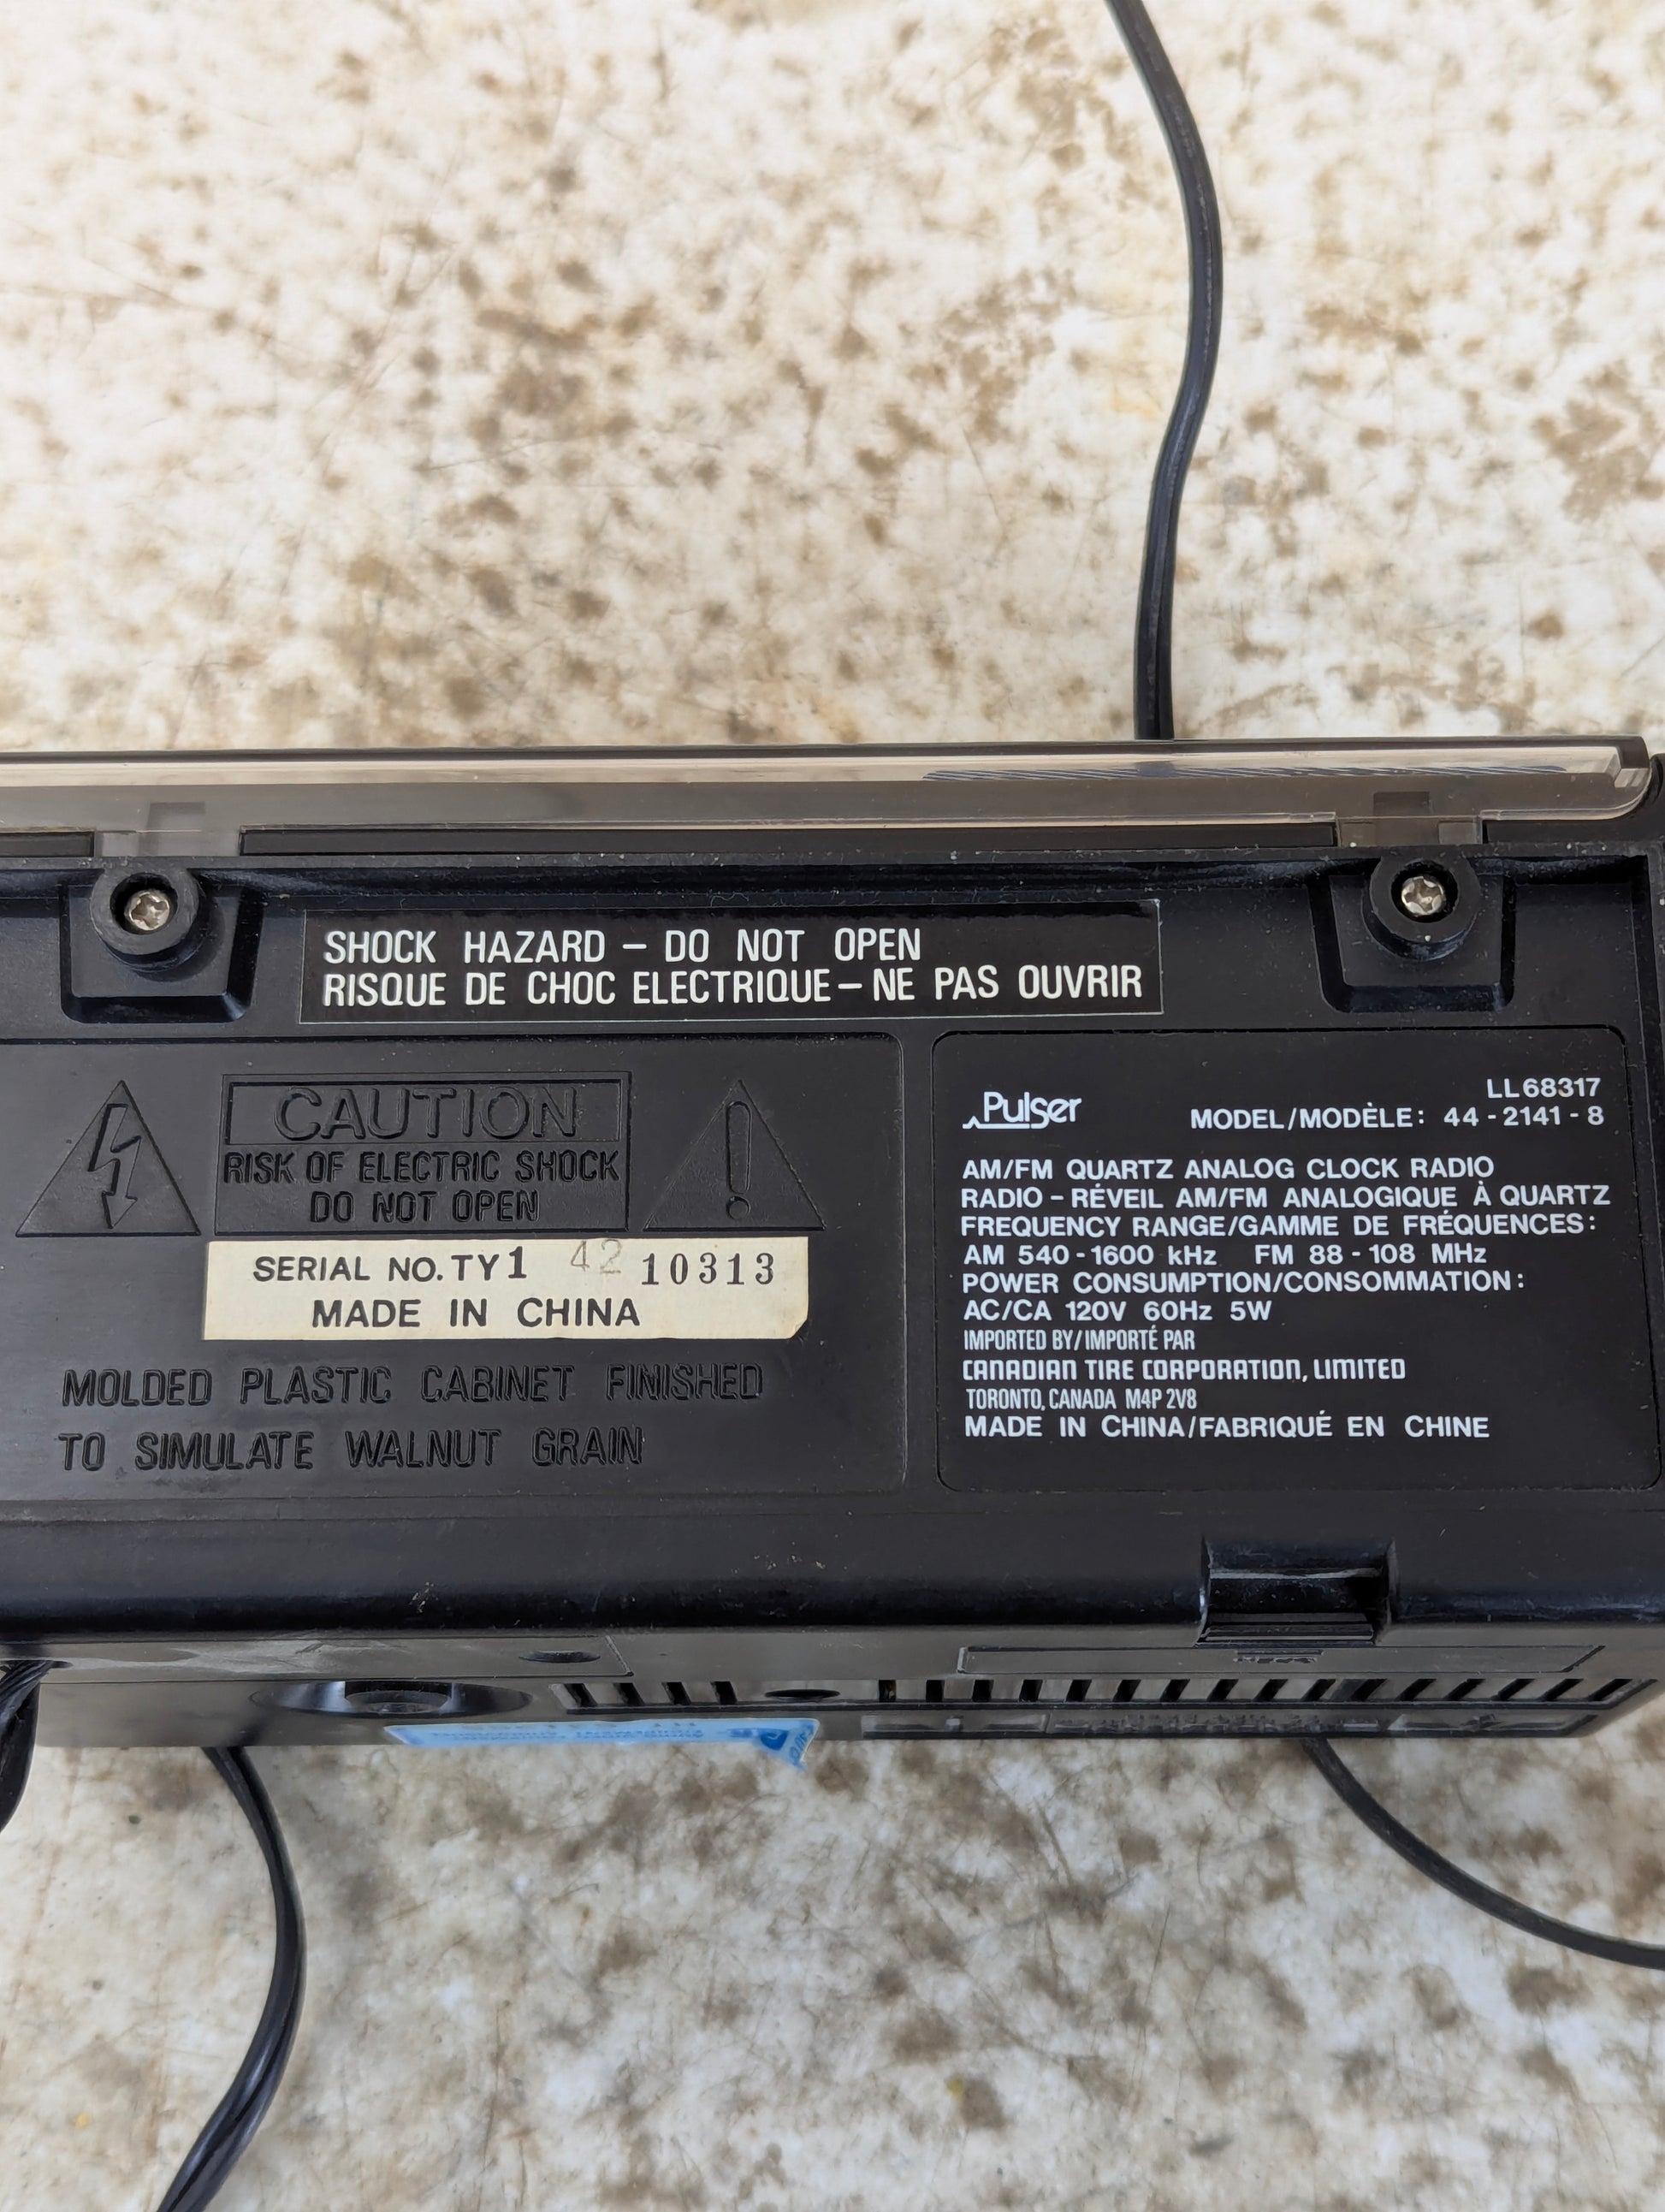 SHOCK HAZARD – DO NOT OPEN
RISQUE DE CHOC ELECTRIQUE – NE PAS OUVRIR
CAUTION
RISK OF ELECTRIC SHOCK
DO NOT OPEN
SERIAL NO. TY1 42 10313
MADE IN CHINA
MOLDED PLASTIC CABINET FINISHED
TO SIMULATE WALNUT GRAIN
LL68317
Pulser MODEL/MODÈLE: 44-2141-8
AM/FM QUARTZ ANALOG CLOCK RADIO
RADIO-RÉVEIL AM/FM ANALOGIQUE À QUARTZ
FREQUENCY RANGE/GAMME DE FRÉQUENCES:
AM 540-1600 kHz FM 88-108 MHz
POWER CONSUMPTION/CONSOMMATION:
AC/CA 120V 60Hz 5W
IMPORTED BY/IMPORTÉ PAR
CANADIAN TIRE CORPORATION, LIMITED
TORONTO, CANADA M4P 2V8
MADE IN CHINA/FABRIQUÉ EN CHINE